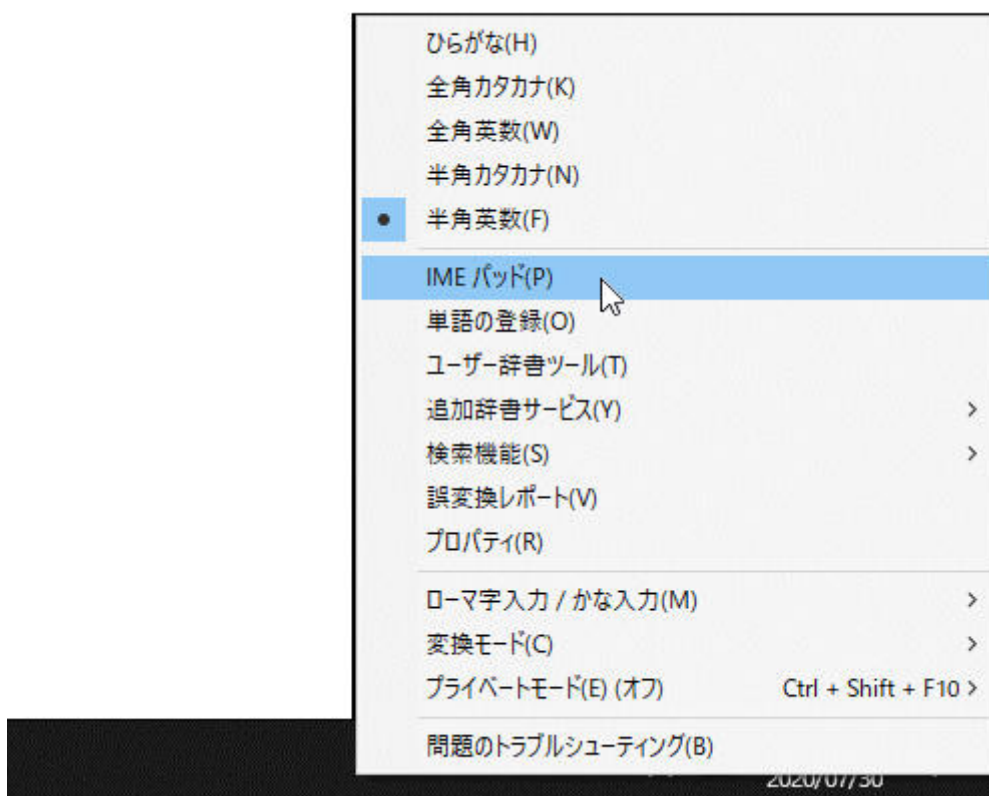 ひらがな(H)
全角カタカナ(K)
全角英数(W)
半角カタカナ(N)
半角英数(F)
IME パッド(P)
単語の登録(O)
ユーザー辞書ツール(T)
追加辞書サービス(Y)
検索機能(S)
誤変換レポート(V)
プロパティ(R)
ローマ字入力 / かな入力(M)
変換モード(C)
プライベートモード(E) (オフ) Ctrl + Shift + F10
問題のトラブルシューティング(B)
2020/07/30